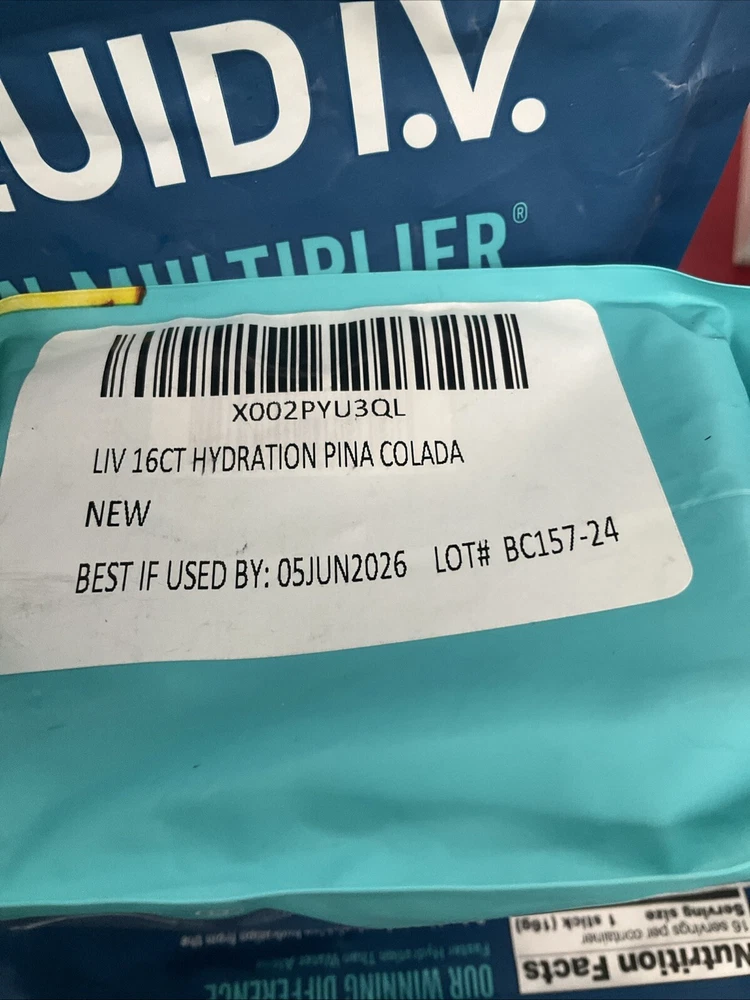 UID I.V.
N MULTIPLIER®
X002PYU3QL
LIV 16CT HYDRATION PINA COLADA
NEW
BEST IF USED BY: 05JUN2026 LOT# BC157-24
Nutrition Facts
16 servings per container
Serving size 1 stick (16g)
OUR WINNING DIFFERENCE
Faster Hydration Than Water Alone